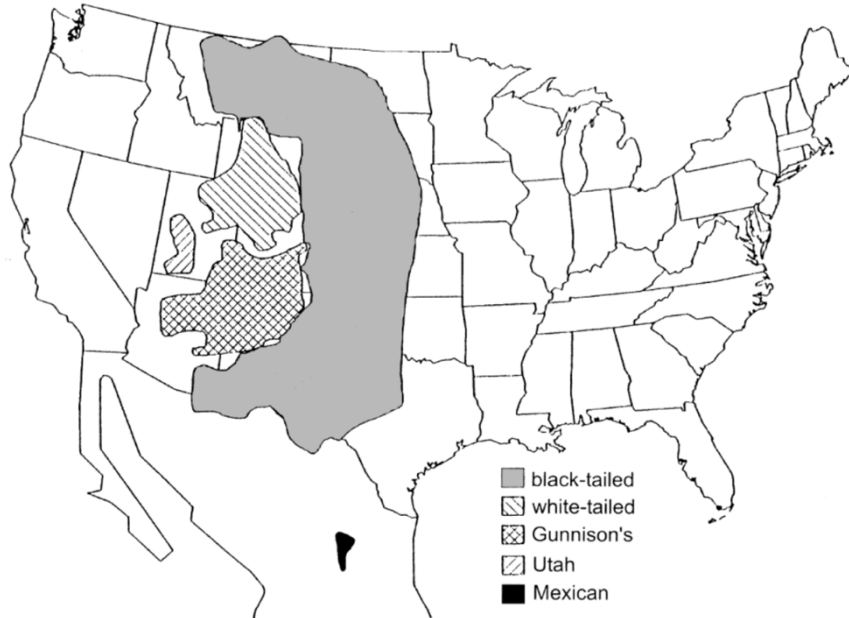 black-tailed
white-tailed
Gunnison's
Utah
Mexican